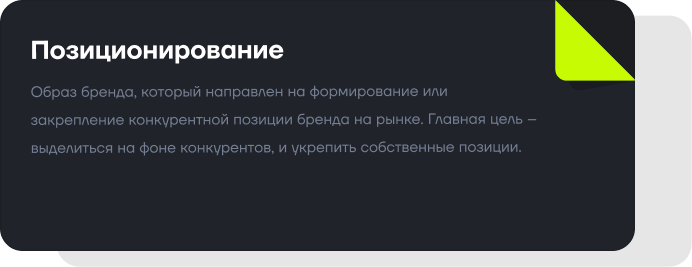 Позиционирование
Образ бренда, который направлен на формирование или
закрепление конкурентной позиции бренда на рынке. Главная цель –
выделиться на фоне конкурентов, и укрепить собственные позиции.